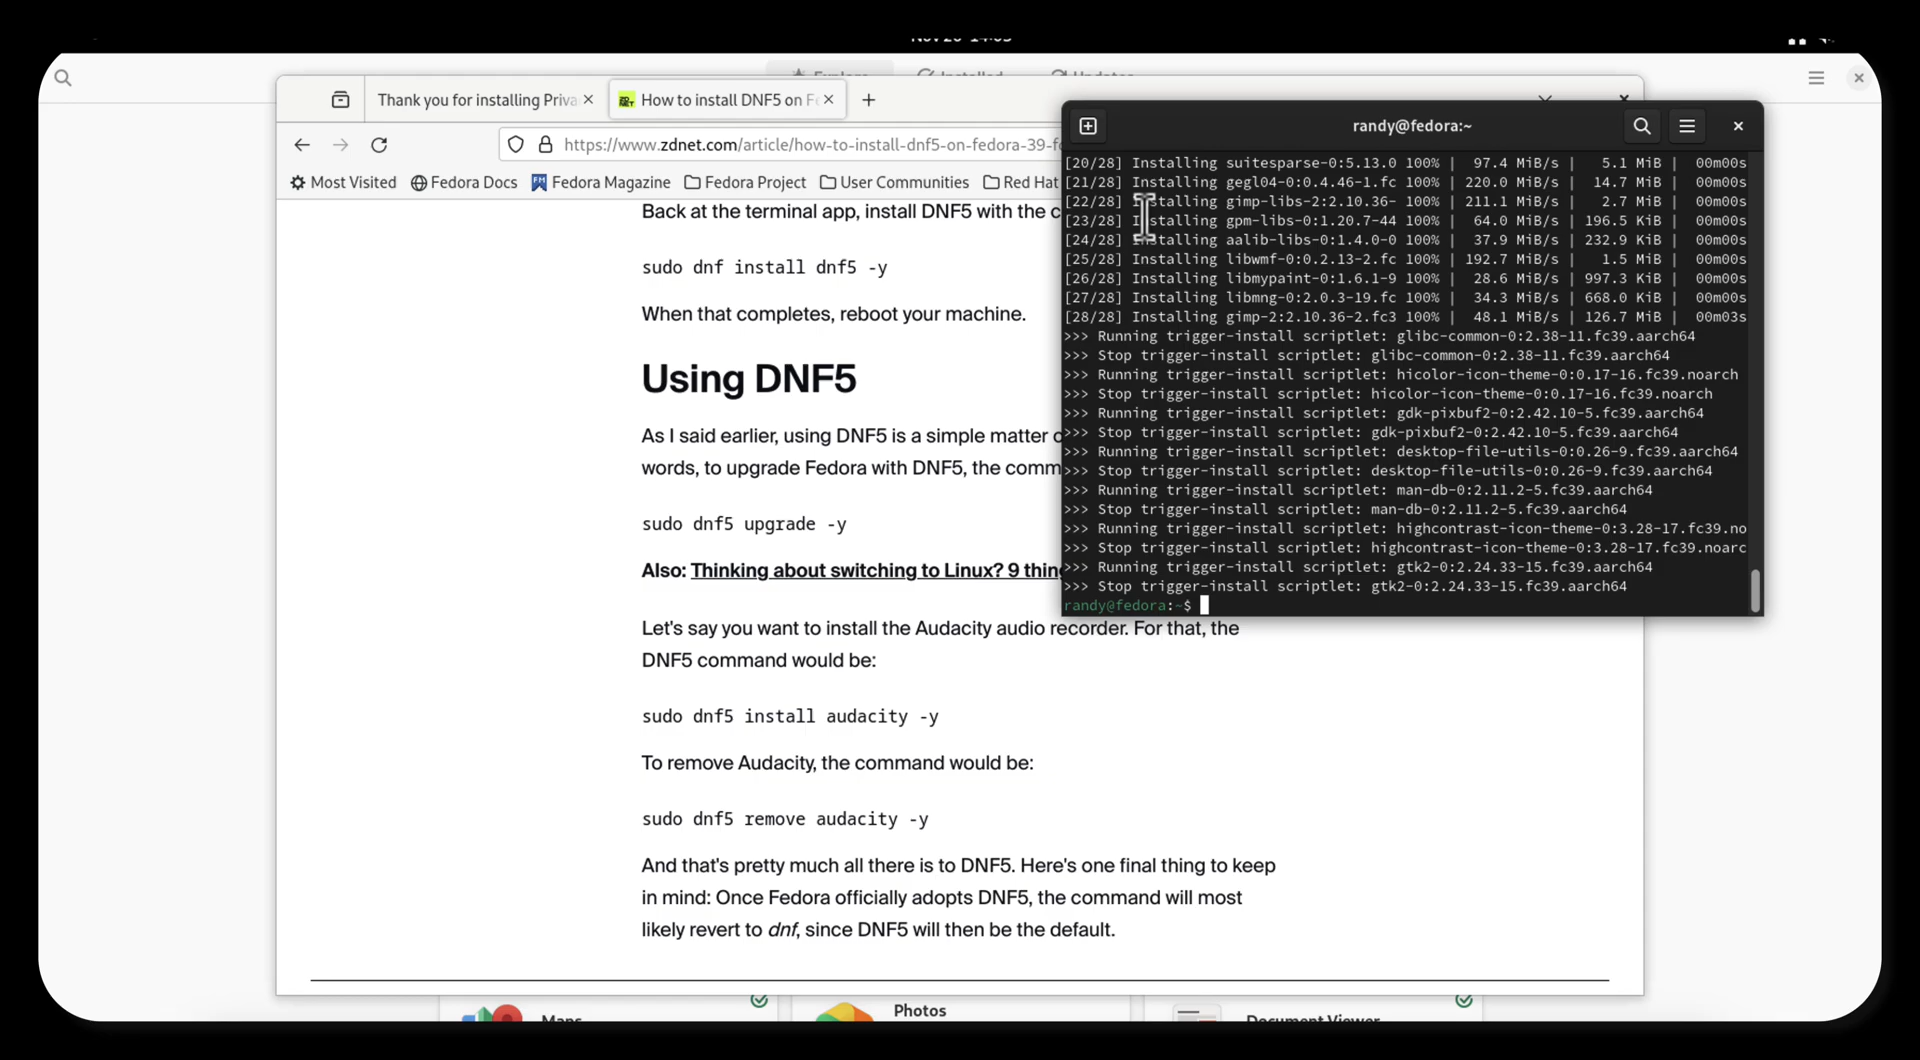 Explore
Installed
Updates
Thank you for installing Priva
How to install DNF5 on F
https://www.zdnet.com/article/how-to-install-dnf5-on-fedora-39-f
Most Visited
Fedora Docs
Fedora Magazine
Fedora Project
User Communities
Red Hat
Back at the terminal app, install DNF5 with the c
sudo dnf install dnf5 -y
When that completes, reboot your machine.
Using DNF5
As I said earlier, using DNF5 is a simple matter
words, to upgrade Fedora with DNF5, the comm
sudo dnf5 upgrade -y
Also: Thinking about switching to Linux? 9 thing
Let's say you want to install the Audacity audio recorder. For that, the
DNF5 command would be:
sudo dnf5 install audacity -y
To remove Audacity, the command would be:
sudo dnf5 remove audacity -y
And that's pretty much all there is to DNF5. Here's one final thing to keep
in mind: Once Fedora officially adopts DNF5, the command will most
likely revert to dnf, since DNF5 will then be the default.
randy@fedora:~
[20/28] Installing suitesparse-0:5.13.0 100% | 97.4 MiB/s | 5.1 MiB | 00m00s
[21/28] Installing gegl04-0:0.4.46-1.fc 100% | 220.0 MiB/s | 14.7 MiB | 00m00s
[22/28] Installing gimp-libs-2:2.10.36- 100% | 211.1 MiB/s | 2.7 MiB | 00m00s
[23/28] Installing gpm-libs-0:1.20.7-44 100% | 64.0 MiB/s | 196.5 KiB | 00m00s
[24/28] Installing aalib-libs-0:1.4.0-0 100% | 37.9 MiB/s | 232.9 KiB | 00m00s
[25/28] Installing libwmf-0:0.2.13-2.fc 100% | 192.7 MiB/s | 1.5 MiB | 00m00s
[26/28] Installing libmypaint-0:1.6.1-9 100% | 28.6 MiB/s | 997.3 KiB | 00m00s
[27/28] Installing libmng-0:2.0.3-19.fc 100% | 34.3 MiB/s | 668.0 KiB | 00m00s
[28/28] Installing gimp-2:2.10.36-2.fc3 100% | 48.1 MiB/s | 126.7 MiB | 00m03s
>>> Running trigger-install scriptlet: glibc-common-0:2.38-11.fc39.aarch64
>>> Stop trigger-install scriptlet: glibc-common-0:2.38-11.fc39.aarch64
>>> Running trigger-install scriptlet: hicolor-icon-theme-0:0.17-16.fc39.noarch
>>> Stop trigger-install scriptlet: hicolor-icon-theme-0:0.17-16.fc39.noarch
>>> Running trigger-install scriptlet: gdk-pixbuf2-0:2.42.10-5.fc39.aarch64
>>> Stop trigger-install scriptlet: gdk-pixbuf2-0:2.42.10-5.fc39.aarch64
>>> Running trigger-install scriptlet: desktop-file-utils-0:0.26-9.fc39.aarch64
>>> Stop trigger-install scriptlet: desktop-file-utils-0:0.26-9.fc39.aarch64
>>> Running trigger-install scriptlet: man-db-0:2.11.2-5.fc39.aarch64
>>> Stop trigger-install scriptlet: man-db-0:2.11.2-5.fc39.aarch64
>>> Running trigger-install scriptlet: highcontrast-icon-theme-0:3.28-17.fc39.no
>>> Stop trigger-install scriptlet: highcontrast-icon-theme-0:3.28-17.fc39.noarc
>>> Running trigger-install scriptlet: gtk2-0:2.24.33-15.fc39.aarch64
>>> Stop trigger-install scriptlet: gtk2-0:2.24.33-15.fc39.aarch64
randy@fedora:~$
Maps
Photos
Document Viewer